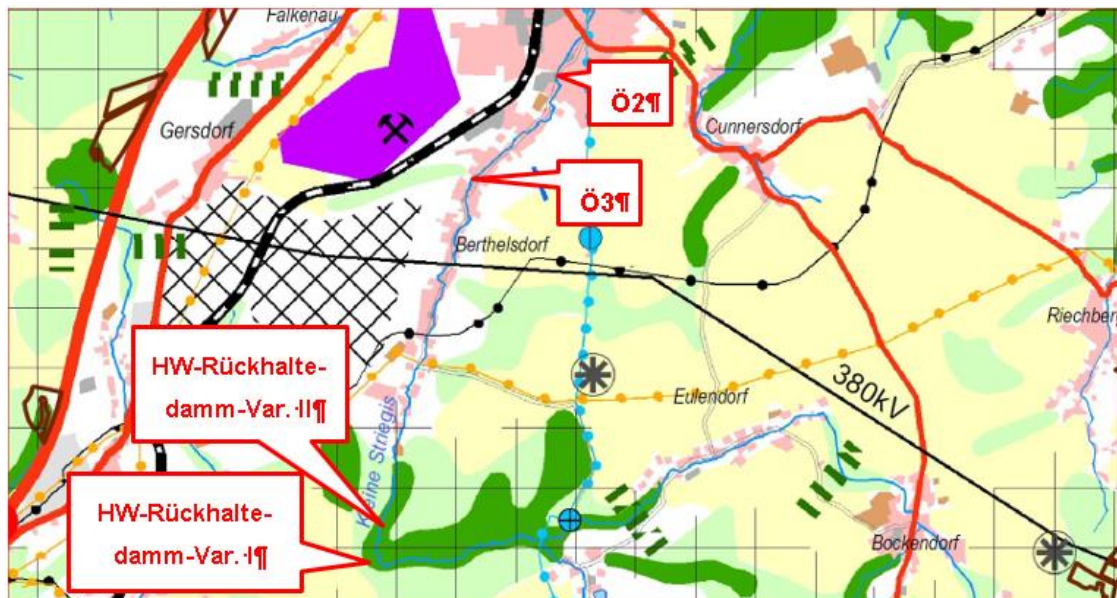 Falkenau
Gersdorf
Ö2¶
Cunnersdorf
Ö3¶
Berthelsdorf
Riechberg
HW-Rückhalte-
damm-Var.·II¶
380kV
Eulendorf
Kleine Striegis
HW-Rückhalte-
damm-Var.·I¶
Bockendorf